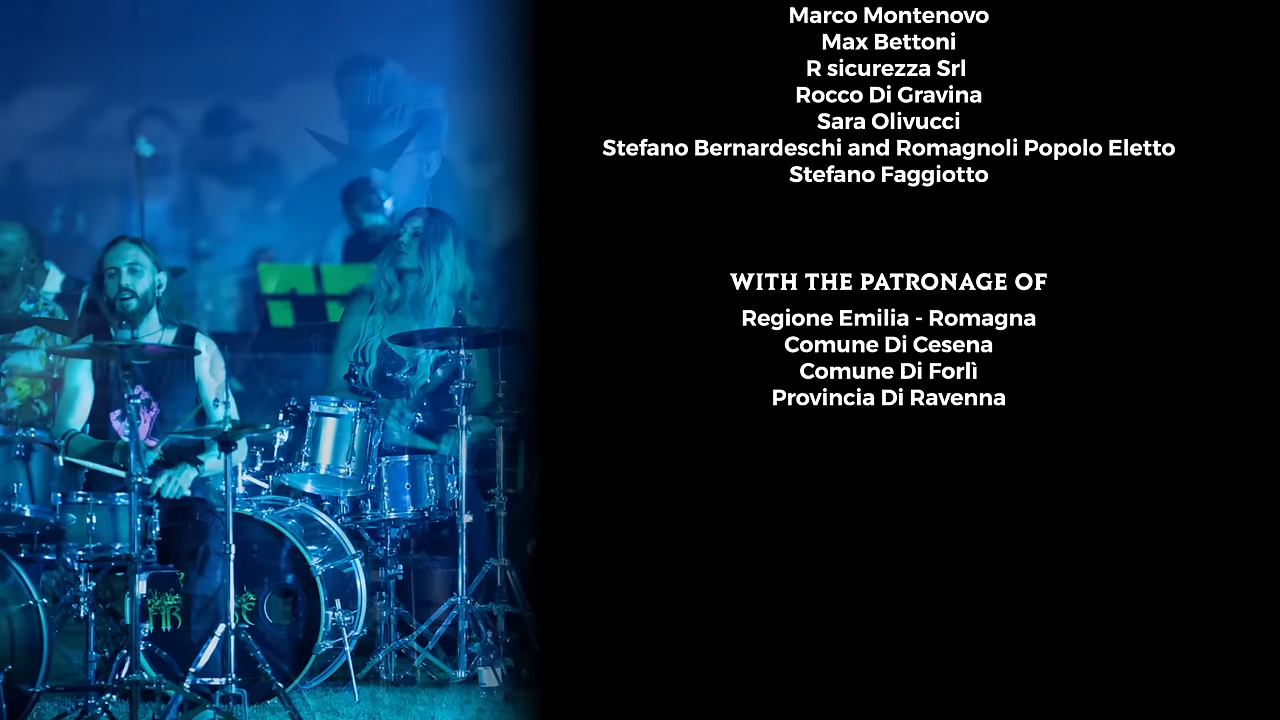 Marco Montenovo
Max Bettoni
R sicurezza Srl
Rocco Di Gravina
Sara Olivucci
Stefano Bernardeschi and Romagnoli Popolo Eletto
Stefano Faggiotto
WITH THE PATRONAGE OF
Regione Emilia - Romagna
Comune Di Cesena
Comune Di Forlì
Provincia Di Ravenna